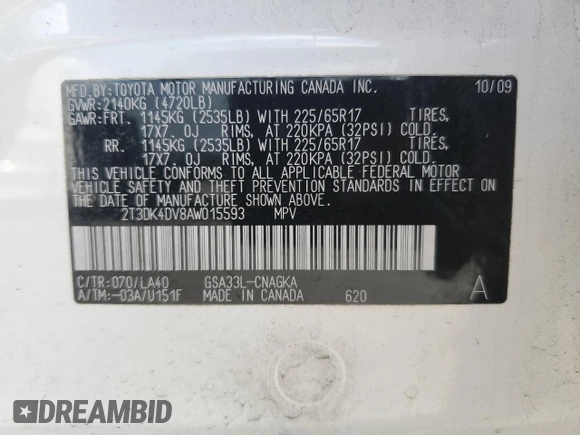 MFD.BY:TOYOTA MOTOR MANUFACTURING CANADA INC. 10/09
GVWR:2140KG (4720LB)
GAWR:FRT. 1145KG (2535LB) WITH 225/65R17 TIRES,
17X7.0J RIMS, AT 220KPA (32PSI) COLD.
RR. 1145KG (2535LB) WITH 225/65R17 TIRES,
17X7.0J RIMS, AT 220KPA (32PSI) COLD.
THIS VEHICLE CONFORMS TO ALL APPLICABLE FEDERAL MOTOR
VEHICLE SAFETY AND THEFT PREVENTION STANDARDS IN EFFECT ON
THE DATE OF MANUFACTURE SHOWN ABOVE.
2T3DK4DV8AW015593 MPV
C/TR:070/LA40 GSA33L-CNAGKA
A/TM:-03A/U151F MADE IN CANADA 620 A
DREAMBID